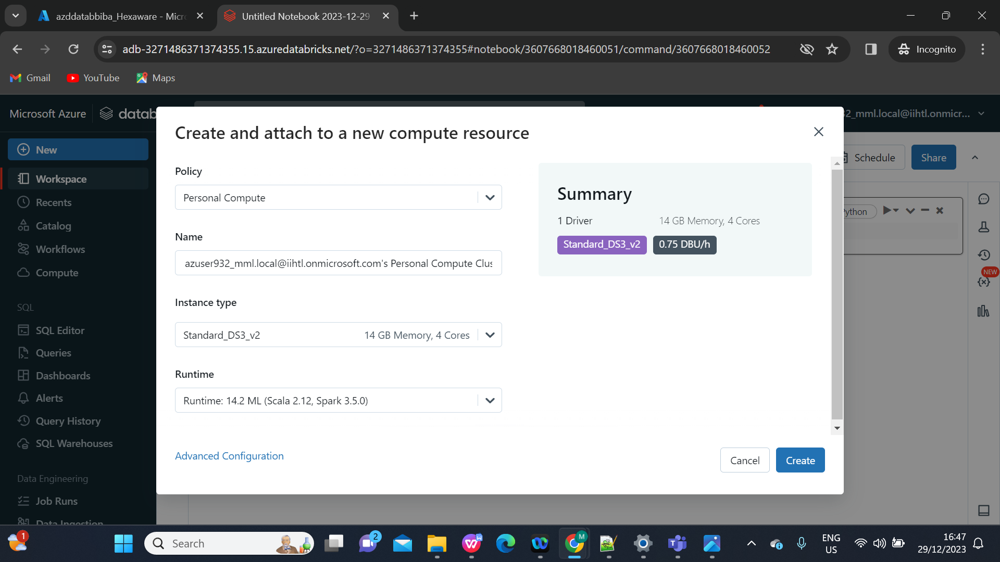 azddatabbiba_Hexaware - Micro
Untitled Notebook 2023-12-29
adb-3271486371374355.15.azuredatabricks.net/?o=3271486371374355#notebook/3607668018460051/command/3607668018460052
Incognito
Gmail
YouTube
Maps
Microsoft Azure
datab
32_mml.local@iihtl.onmicr...
Create and attach to a new compute resource
New
Workspace
Recents
Catalog
Workflows
Compute
SQL
SQL Editor
Queries
Dashboards
Alerts
Query History
SQL Warehouses
Data Engineering
Job Runs
Data Ingestion
Policy
Personal Compute
Name
azuser932_mml.local@iihtl.onmicrosoft.com's Personal Compute Clus
Instance type
Standard_DS3_v2
14 GB Memory, 4 Cores
Runtime
Runtime: 14.2 ML (Scala 2.12, Spark 3.5.0)
Advanced Configuration
Summary
1 Driver
14 GB Memory, 4 Cores
Standard_DS3_v2
0.75 DBU/h
Cancel
Create
Schedule
Share
Python
NEW
1
Search
2
M
ENG
US
16:47
29/12/2023